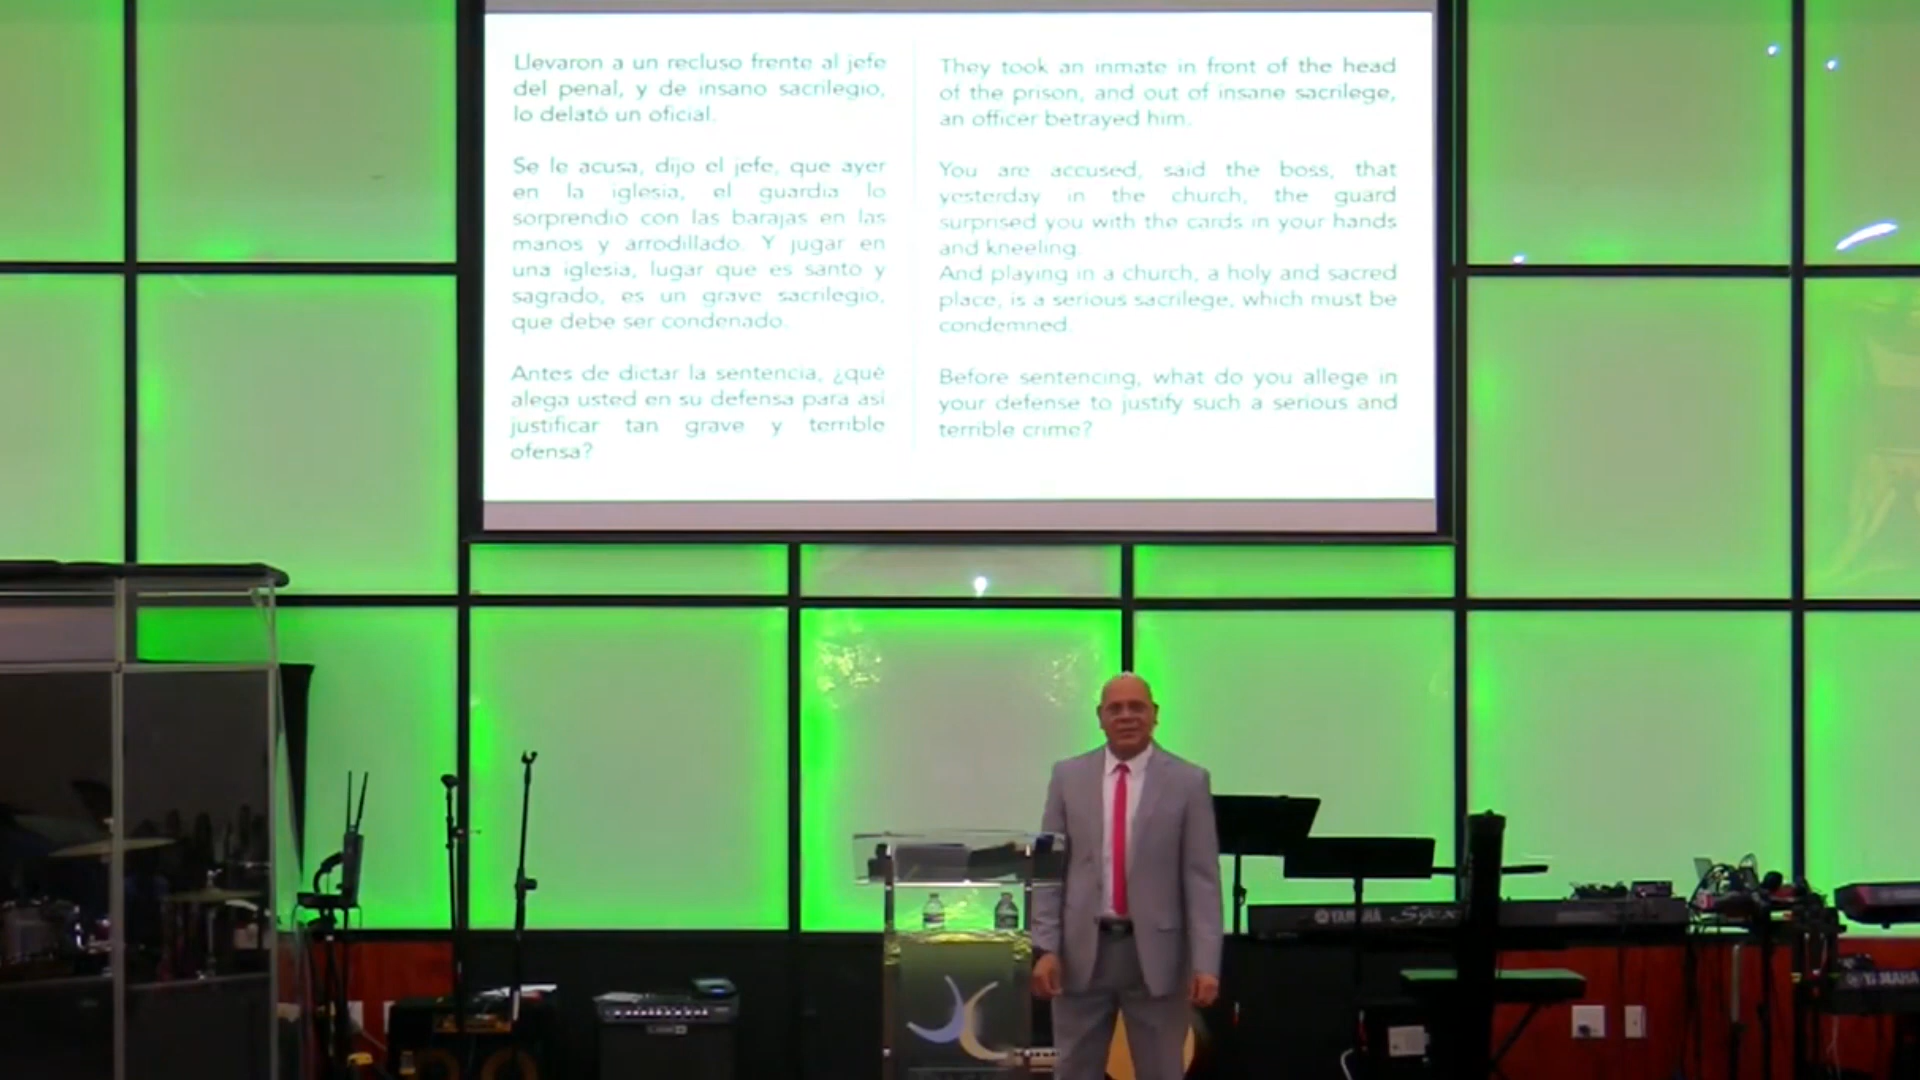 Llevaron a un recluso frente al jefe
del penal, y de insano sacrilegio,
lo delató un oficial.
Se le acusa, dijo el jefe, que ayer
en la iglesia, el guardia lo
sorprendio con las barajas en las
manos y arrodillado. Y jugar en
una iglesia, lugar que es santo y
sagrado, es un grave sacrilegio,
que debe ser condenado.
Antes de dictar la sentencia, ¿qué
alega usted en su defensa para asi
justificar tan grave y terrible
ofensa?
They took an inmate in front of the head
of the prison, and out of insane sacrilege,
an officer betrayed him.
You are accused, said the boss, that
yesterday in the church, the guard
surprised you with the cards in your hands
and kneeling.
And playing in a church, a holy and sacred
place, is a serious sacrilege, which must be
condemned.
Before sentencing, what do you allege in
your defense to justify such a serious and
terrible crime?
YAMAHA
YAMAHA